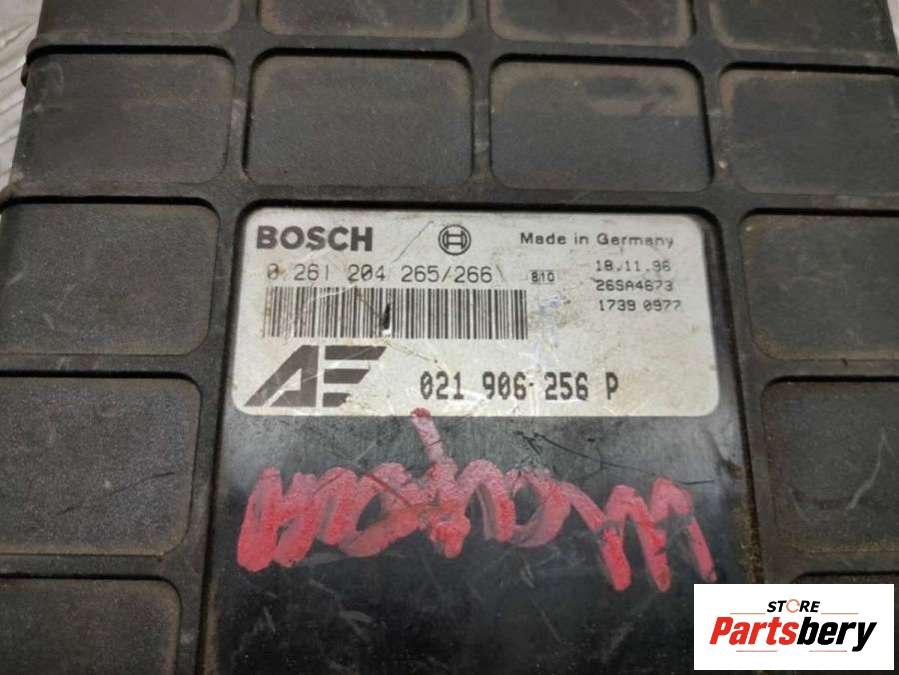 BOSCH
Made in Germany
0 261 204 265/266
810
18.11.96
26SA4673
1739 0977
AE
021 906 256 P
STORE
Partsbery